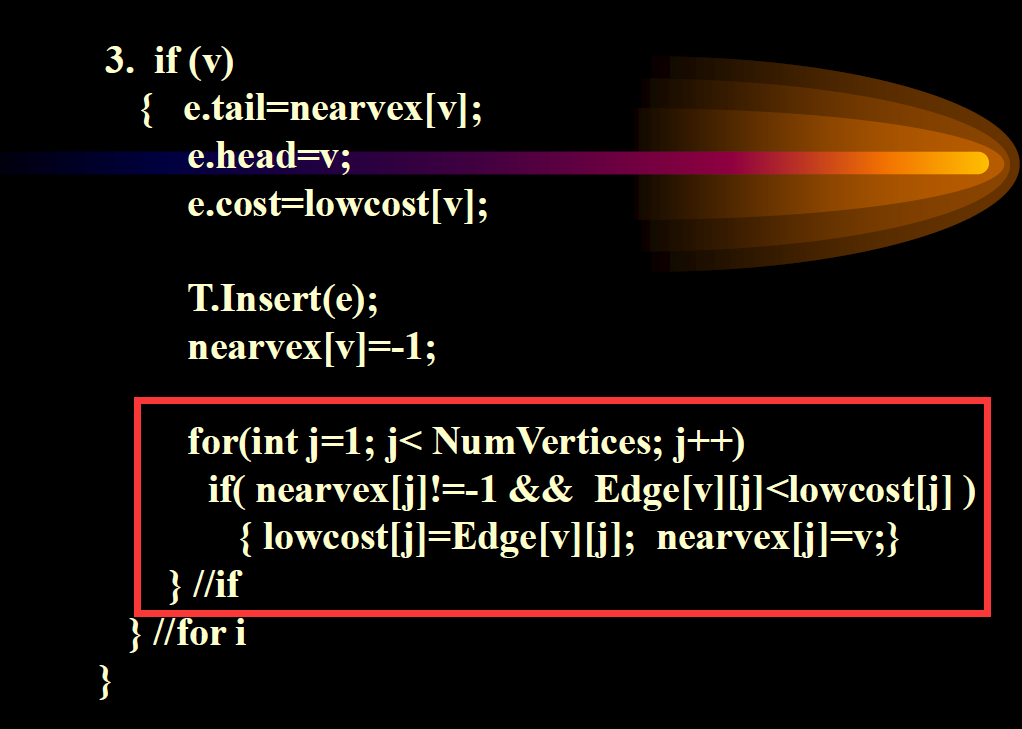 3. if (v)
{ e.tail=nearvex[v];
e.head=v;
e.cost=lowcost[v];
T.Insert(e);
nearvex[v]=-1;
for(int j=1; j< NumVertices; j++)
if( nearvex[j]!=-1 && Edge[v][j]<lowcost[j] )
{ lowcost[j]=Edge[v][j]; nearvex[j]=v;}
} //if
} //for i
}